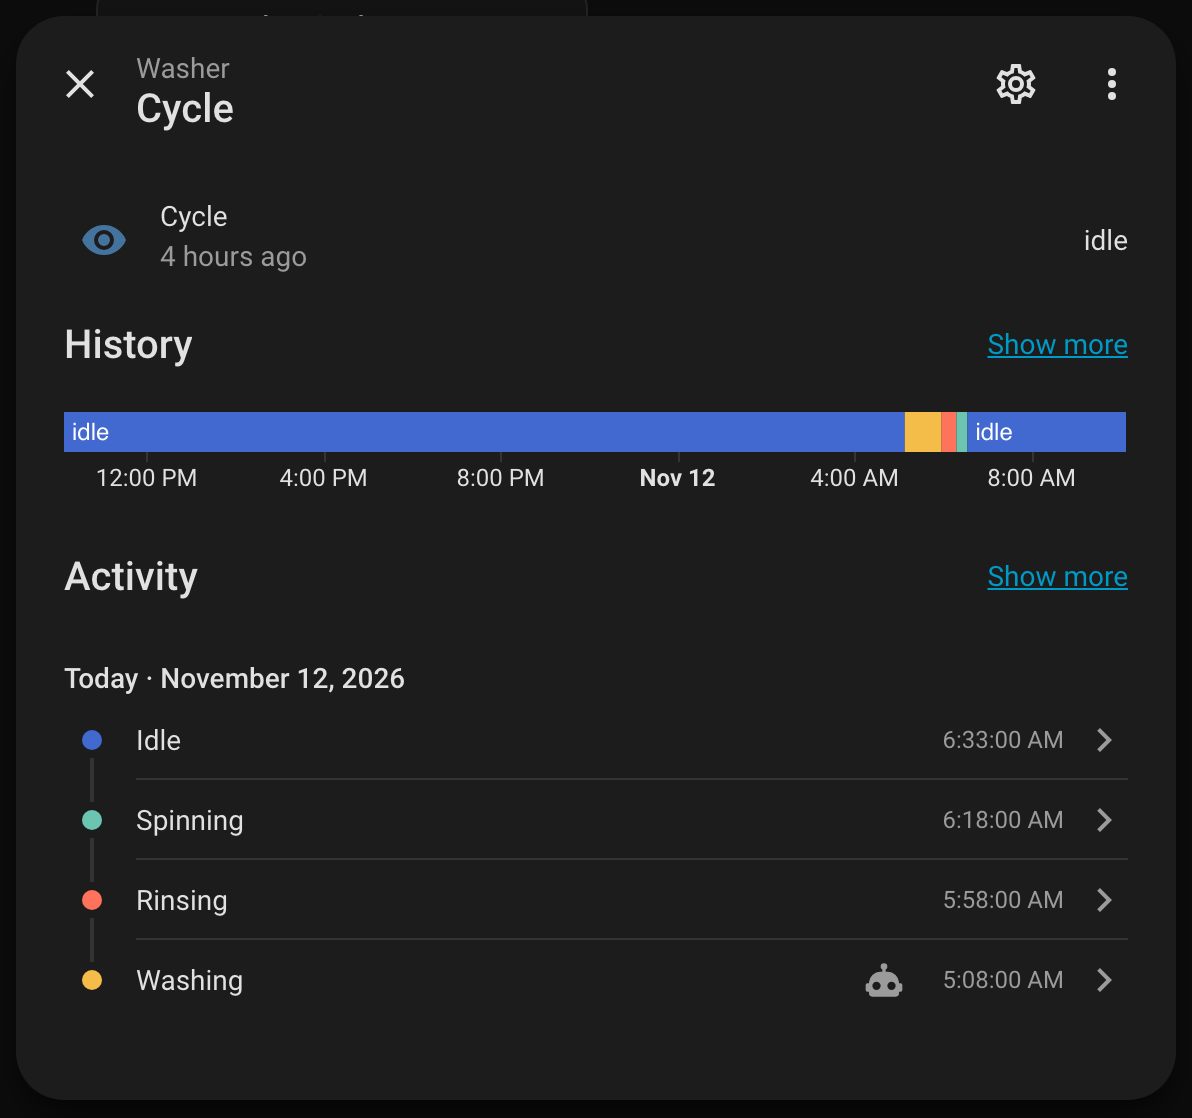 Washer
Cycle
Cycle
4 hours ago
idle
History
Show more
idle
idle
12:00 PM
4:00 PM
8:00 PM
Nov 12
4:00 AM
8:00 AM
Activity
Show more
Today · November 12, 2026
Idle
6:33:00 AM
Spinning
6:18:00 AM
Rinsing
5:58:00 AM
Washing
5:08:00 AM